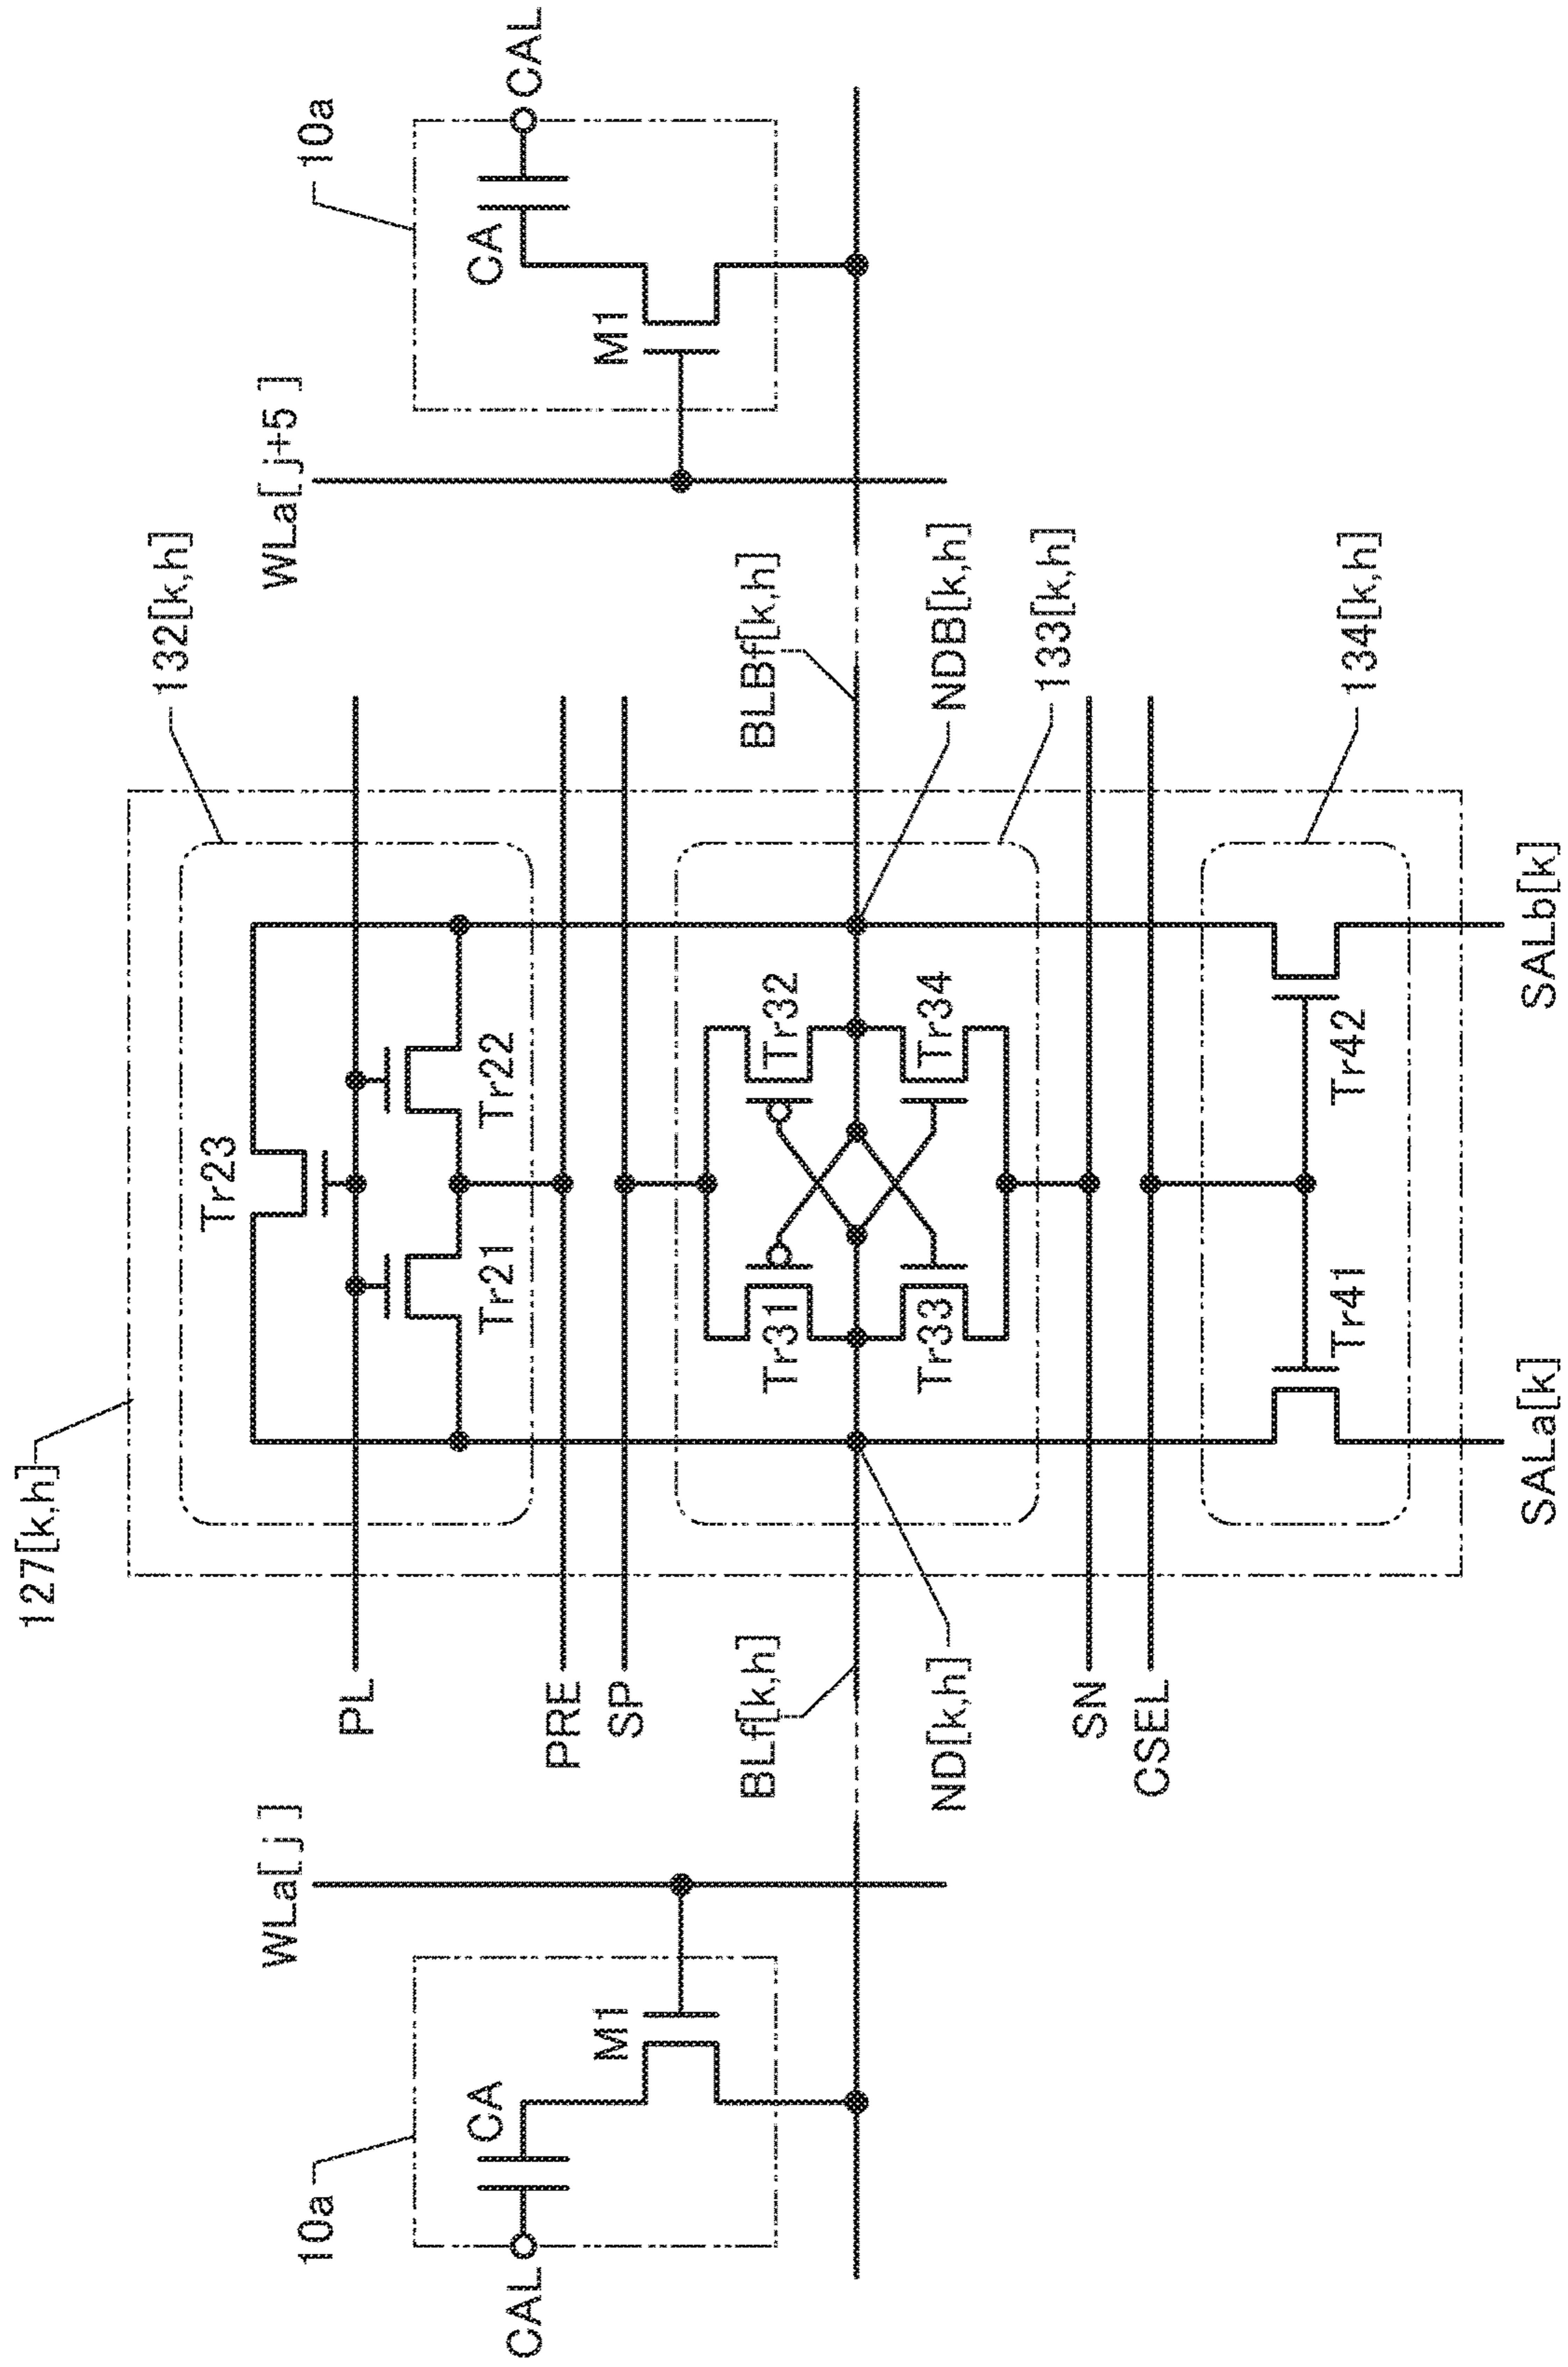 127[k,h]
132[k,h]
10a
WLa[j]
WLa[j+5]
10a
CAL
CA
M1
Tr23
PL
Tr21
Tr22
PRE
SP
CA
M1
CAL
BLf[k,h]
BLBf[k,h]
Tr31
Tr32
Tr33
Tr34
ND[k,h]
NDB[k,h]
133[k,h]
SN
CSEL
134[k,h]
Tr41
Tr42
SALa[k]
SALb[k]